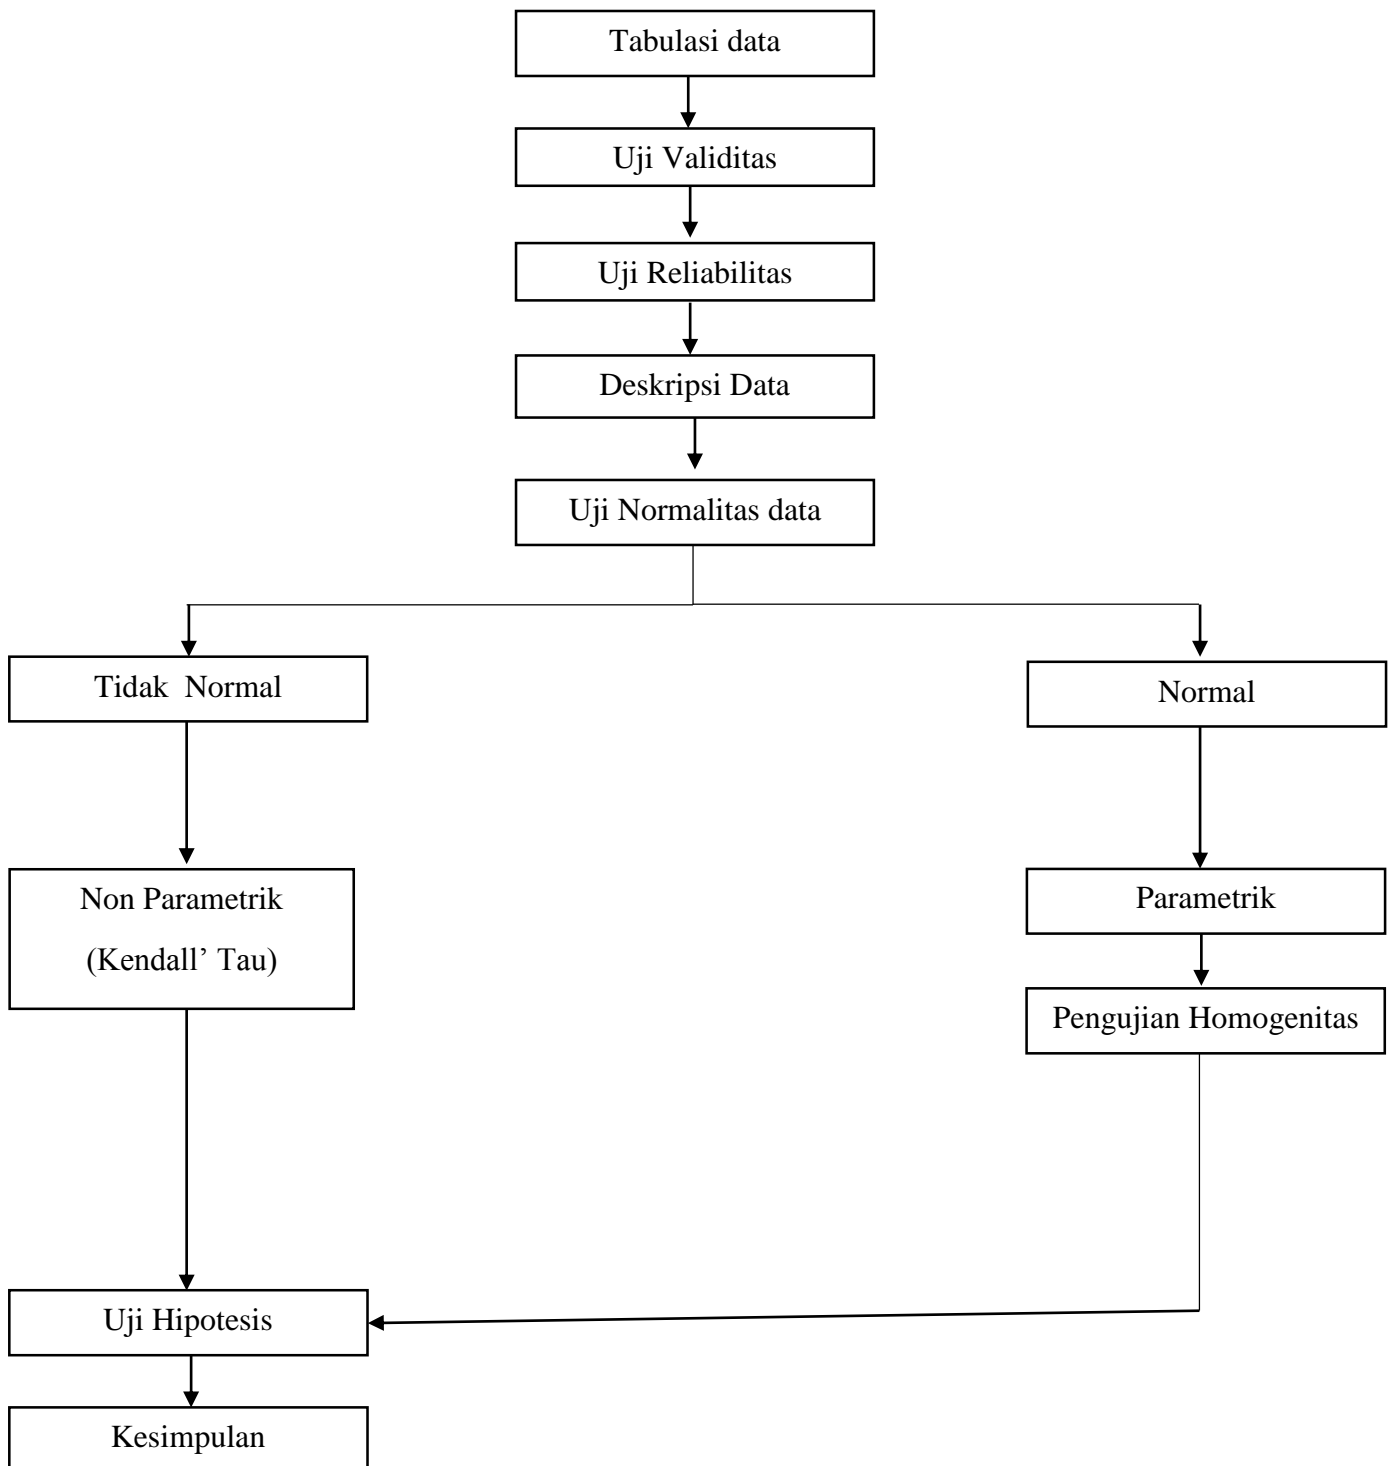 Tabulasi data
Uji Validitas
Uji Reliabilitas
Deskripsi Data
Uji Normalitas data
Tidak  Normal
Normal
Non Parametrik
(Kendall’ Tau)
Parametrik
Pengujian Homogenitas
Uji Hipotesis
Kesimpulan